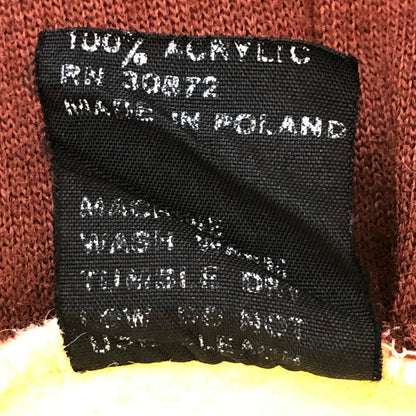 100% ACRYLIC
RN 30872
MADE IN POLAND
MACHINE
WASH WARM
TUMBLE DRY
LOW DO NOT
USE BLEACH